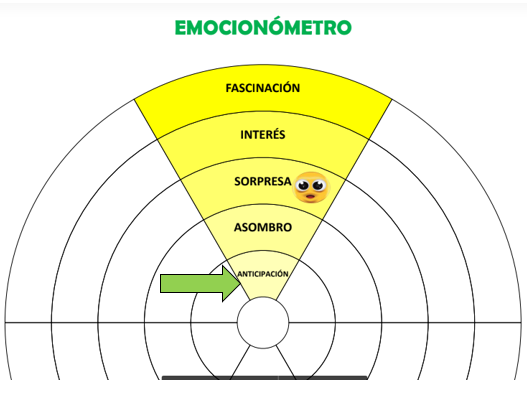 EMOCIONÓMETRO
FASCINACIÓN
INTERÉS
SORPRESA
ASOMBRO
ANTICIPACIÓN